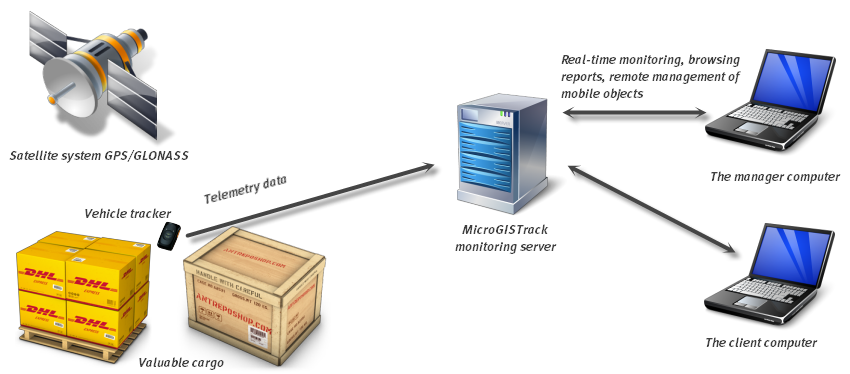 Real-time monitoring, browsing
reports, remote management of
mobile objects
Satellite system GPS/GLONASS
The manager computer
Telemetry data
Vehicle tracker
MicroGISTrack
monitoring server
ANTREPOSHOP.COM
HANDLE WITH CAREFUL
ANTREPOSHOP.COM
DHL
DHL
DHL
DHL
The client computer
Valuable cargo